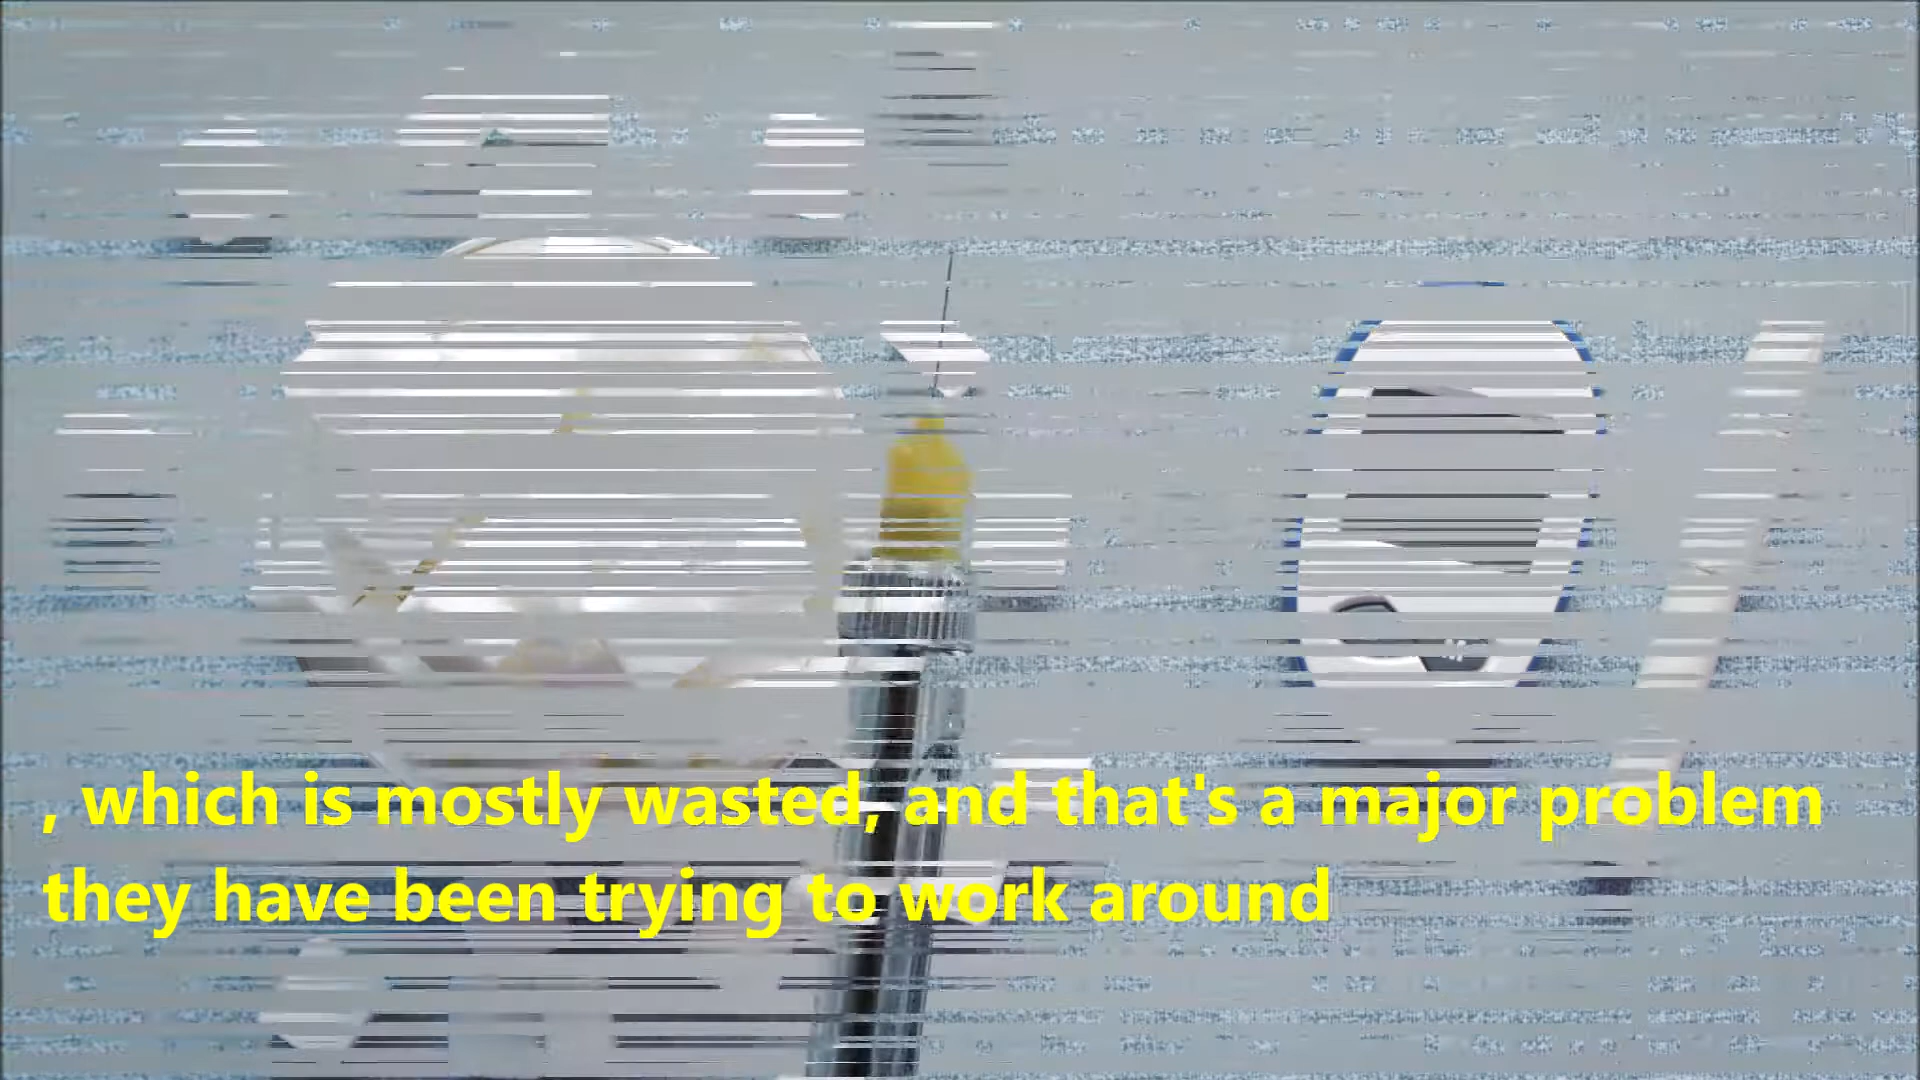 , which is mostly wasted, and that's a major problem
they have been trying to work around